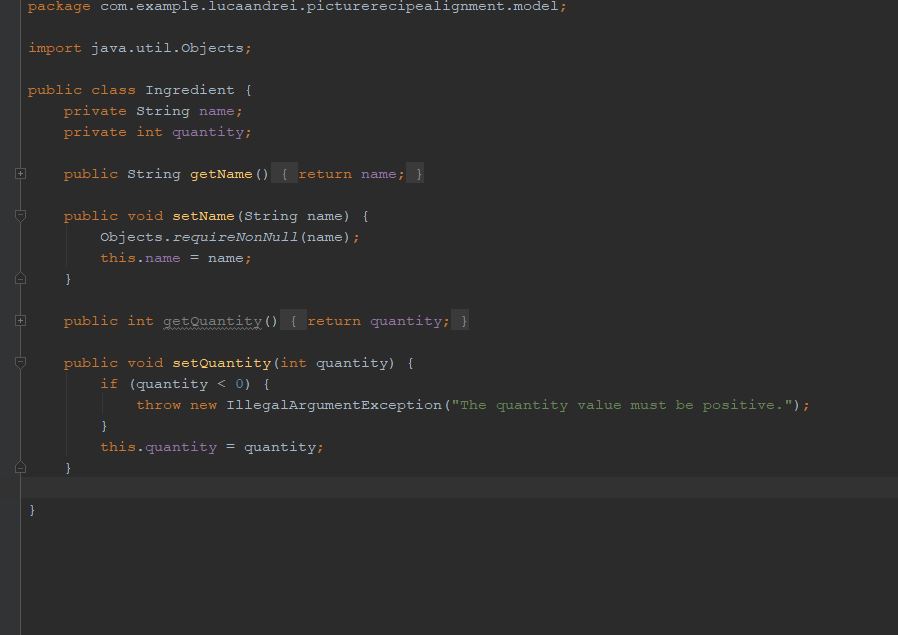 package com.example.lucaandrei.picturerecipealignment.model;
import java.util.Objects;
public class Ingredient {
private String name;
private int quantity;
public String getName() { return name; }
public void setName(String name) {
Objects.requireNonNull(name);
this.name = name;
}
public int getQuantity() { return quantity; }
public void setQuantity(int quantity) {
if (quantity < 0) {
throw new IllegalArgumentException("The quantity value must be positive.");
}
this.quantity = quantity;
}
}